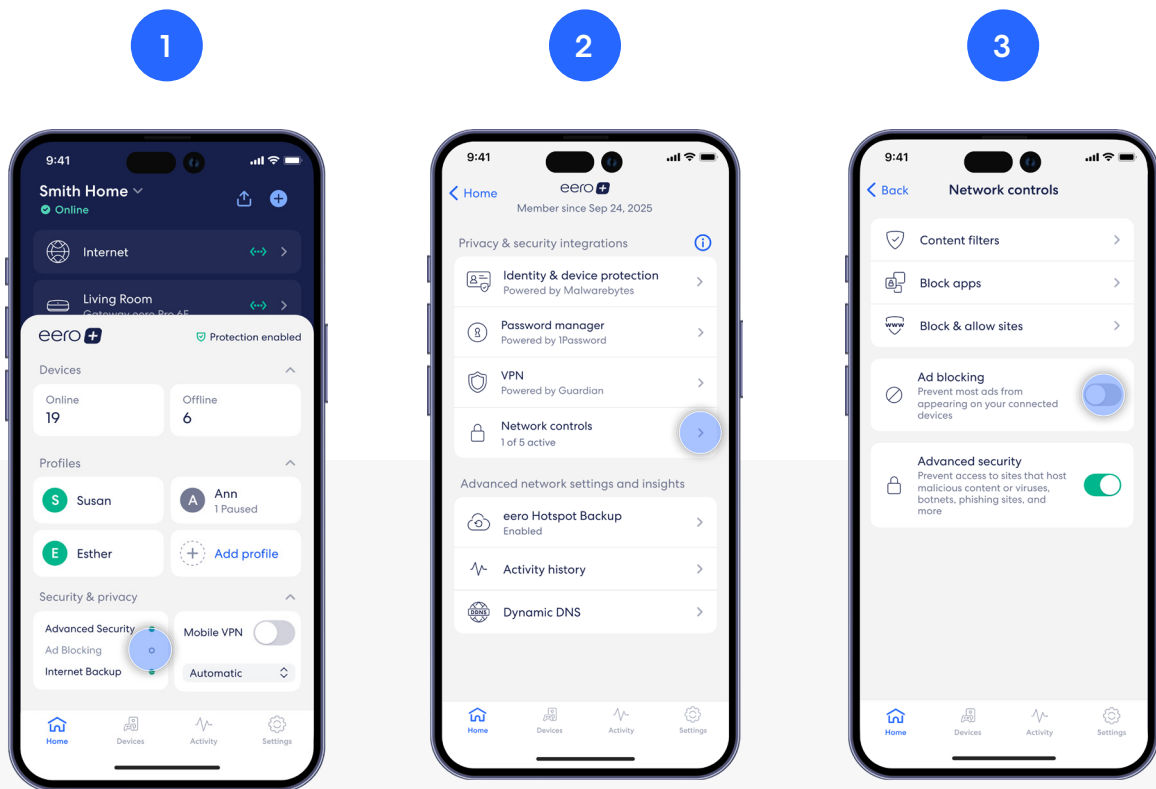 1
2
3
9:41
Smith Home
Online
Internet
Living Room
Gateway eero Pro 6E
eero +
Protection enabled
Devices
Online
19
Offline
6
Profiles
S
Susan
A
Ann
1 Paused
E
Esther
Add profile
Security & privacy
Advanced Security
Ad Blocking
Internet Backup
Mobile VPN
Automatic
Home
Devices
Activity
Settings
9:41
Home
eero +
Member since Sep 24, 2025
Privacy & security integrations
Identity & device protection
Powered by Malwarebytes
Password manager
Powered by 1Password
VPN
Powered by Guardian
Network controls
1 of 5 active
Advanced network settings and insights
eero Hotspot Backup
Enabled
Activity history
DDNS
Dynamic DNS
Home
Devices
Activity
Settings
9:41
Back
Network controls
Content filters
Block apps
www
Block & allow sites
Ad blocking
Prevent most ads from
appearing on your connected
devices
Advanced security
Prevent access to sites that host
malicious content or viruses,
botnets, phishing sites, and
more
Home
Devices
Activity
Settings